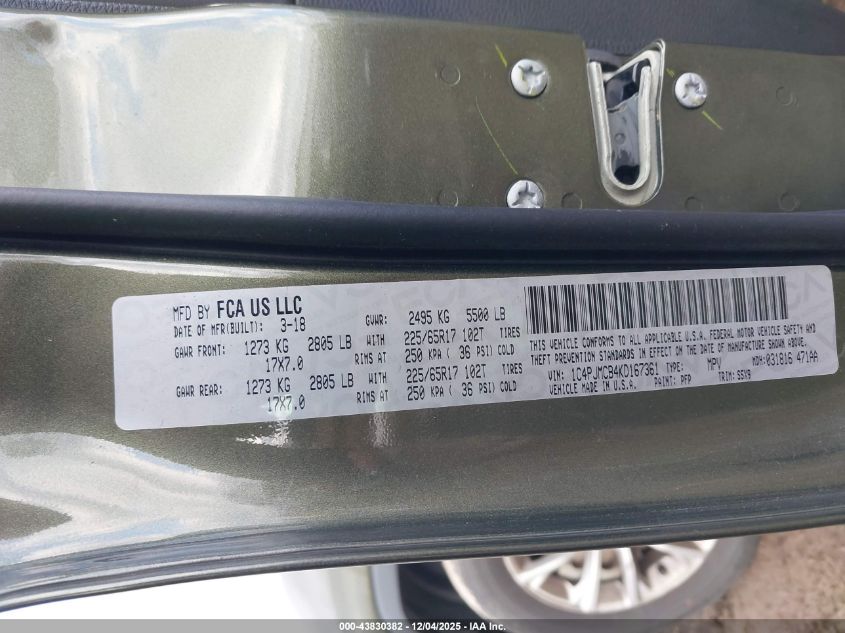 MFD BY FCA US LLC
DATE OF MFR(BUILT): 3-18 GVWR: 2495 KG 5500 LB
GAWR FRONT: 1273 KG 2805 LB WITH 225/65R17 102T TIRES
17X7.0 RIMS AT 250 KPA ( 36 PSI) COLD
GAWR REAR: 1273 KG 2805 LB WITH 225/65R17 102T TIRES
17X7.0 RIMS AT 250 KPA ( 36 PSI) COLD
THIS VEHICLE CONFORMS TO ALL APPLICABLE U.S.A. FEDERAL MOTOR VEHICLE SAFETY AND
THEFT PREVENTION STANDARDS IN EFFECT ON THE DATE OF MANUFACTURE SHOWN ABOVE.
VIN: 1C4PJMCB4KD167361 TYPE: MPV MDH: 031816 471AA
VEHICLE MADE IN U.S.A. PAINT: PFP TRIM: SSX9
000-43830382 - 12/04/2025 - IAA